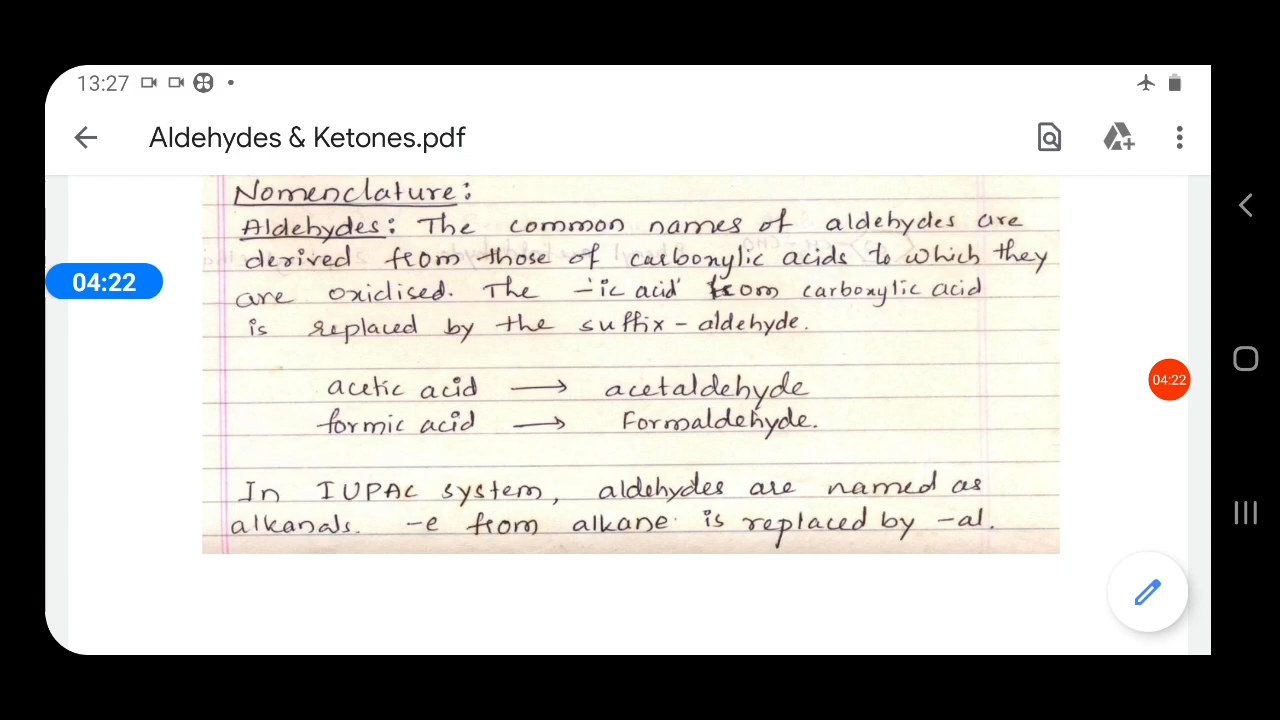 13:27
Aldehydes & Ketones.pdf
Nomenclature:
Aldehydes: The common names of aldehydes are
derived from those of carboxylic acids to which they
04:22
are oxidised. The -'ic acid' from carboxylic acid
is replaced by the suffix - aldehyde.
acetic acid → acetaldehyde
04:22
formic acid → Formaldehyde.
In IUPAC system, aldehydes are named as
alkanals. -e from alkane is replaced by -al.